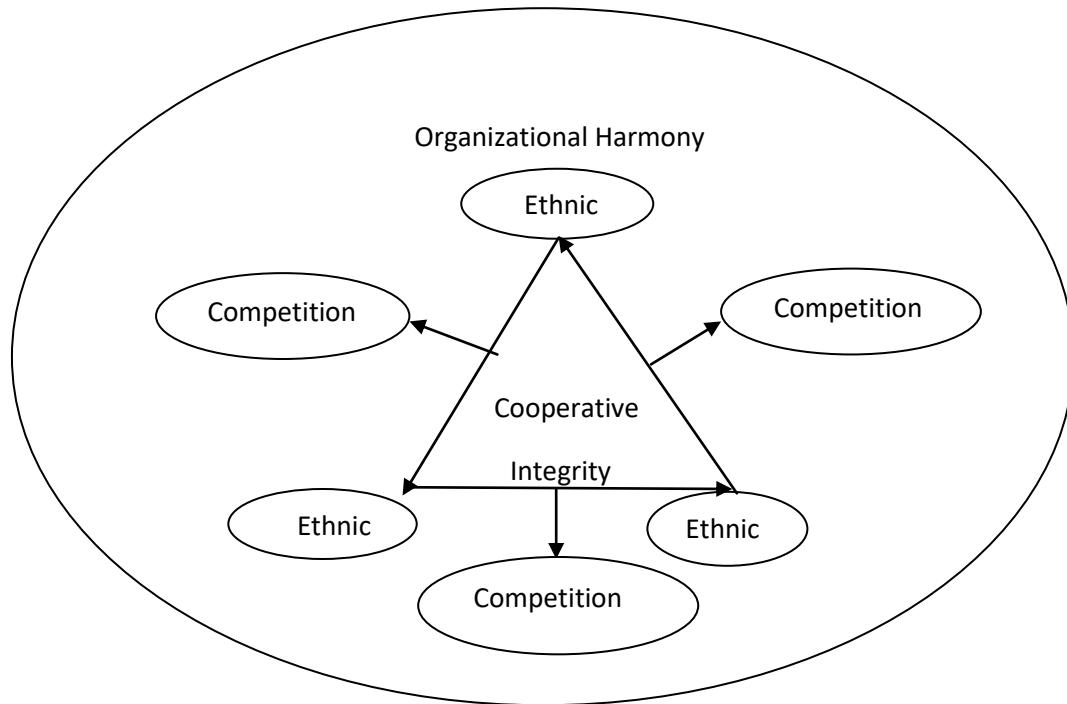 Organizational Harmony
Ethnic
Competition
Competition
Cooperative
Integrity
Ethnic
Ethnic
Competition